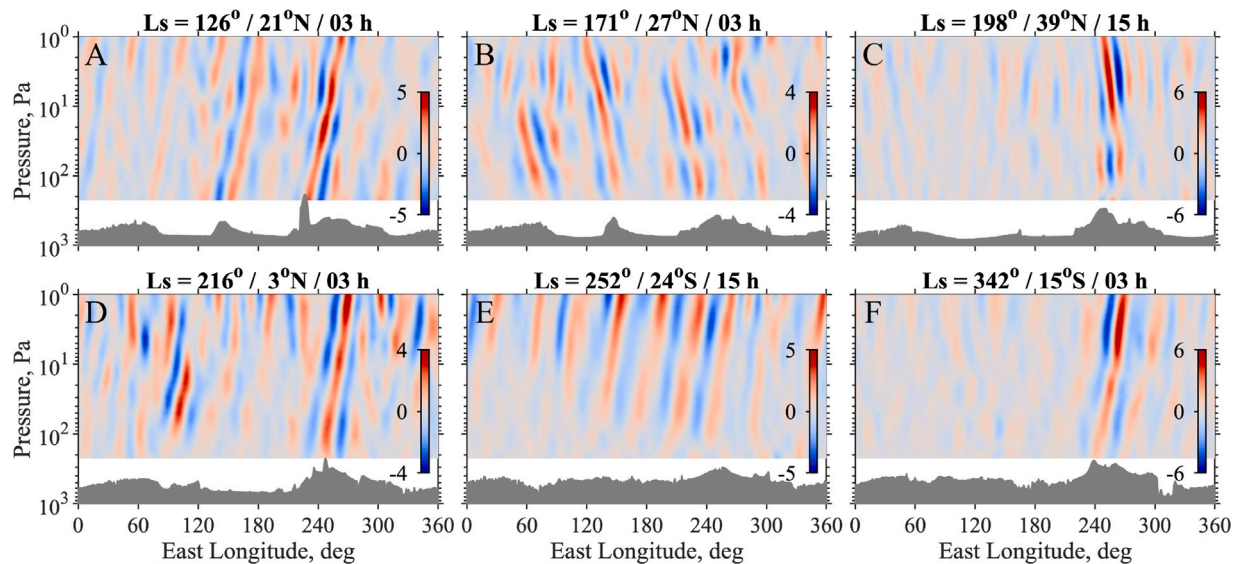 Ls = 126° / 21°N / 03 h
Ls = 171° / 27°N / 03 h
Ls = 198° / 39°N / 15 h
10⁰
10¹
10²
10³
Pressure, Pa
A
5
0
-5
B
4
0
-4
C
6
0
-6
Ls = 216° / 3°N / 03 h
Ls = 252° / 24°S / 15 h
Ls = 342° / 15°S / 03 h
10⁰
10¹
10²
10³
Pressure, Pa
D
4
0
-4
E
5
0
-5
F
6
0
-6
0 60 120 180 240 300 360
0 60 120 180 240 300 360
0 60 120 180 240 300 360
East Longitude, deg
East Longitude, deg
East Longitude, deg